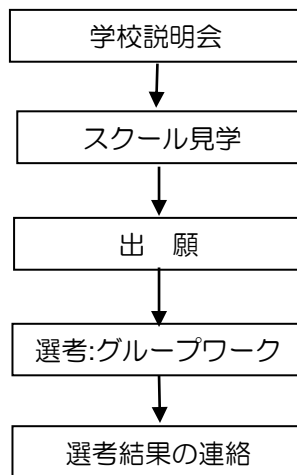 学校説明会
スクール見学
出　願
選考:グループワーク
選考結果の連絡